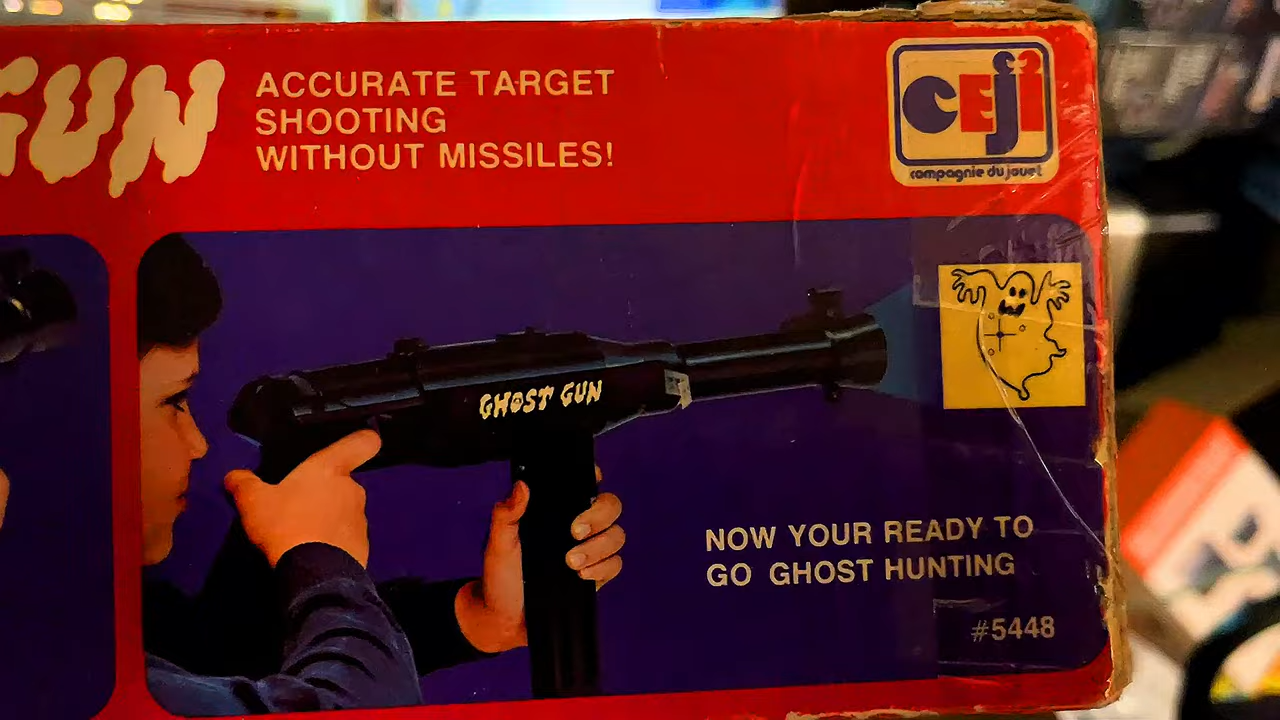 GUN
ACCURATE TARGET
SHOOTING
WITHOUT MISSILES!
ceji
compagnie du jouet
GHOST GUN
NOW YOUR READY TO
GO GHOST HUNTING
#5448